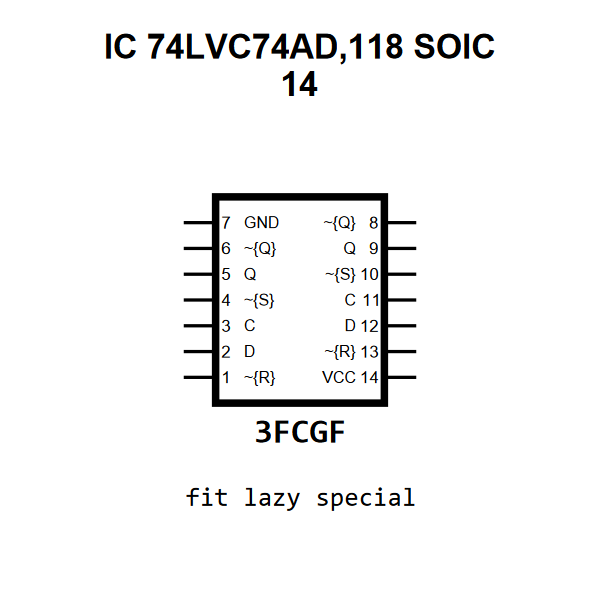 IC 74LVC74AD,118 SOIC
14
7 GND ~{Q} 8
6 ~{Q} Q 9
5 Q ~{S} 10
4 ~{S} C 11
3 C D 12
2 D ~{R} 13
1 ~{R} VCC 14
3FCGF
fit lazy special